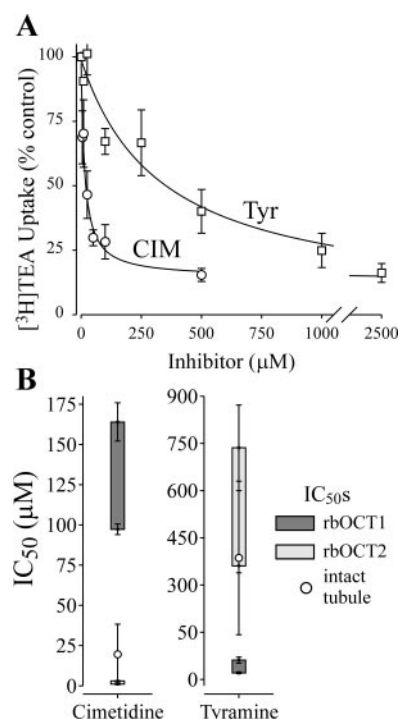 A
[³H]TEA Uptake (% control)
100
75
50
25
0
Tyr
CIM
0 250 500 750 1000 2500
Inhibitor (μM)
B
IC₅₀ (μM)
175
150
125
100
75
50
25
0
900
750
600
450
300
150
50
0
IC₅₀s
rbOCT1
rbOCT2
intact
tubule
Cimetidine Tyramine